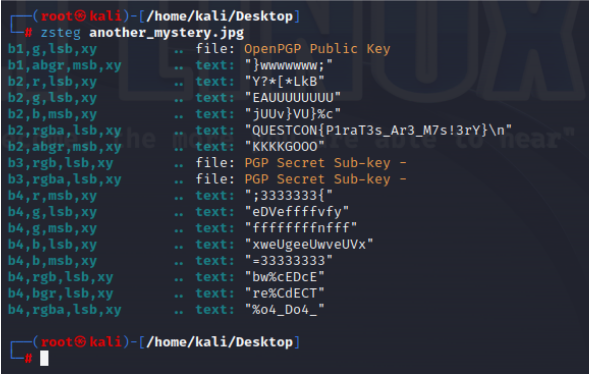 (root㉿kali)-[/home/kali/Desktop]
# zsteg another_mystery.jpg
b1,g,lsb,xy .. file: OpenPGP Public Key
b1,abgr,msb,xy .. text: "}wwwwwww;"
b2,r,lsb,xy .. text: "Y?*[*LkB"
b2,g,lsb,xy .. text: "EAUUUUUUUU"
b2,b,msb,xy .. text: "jUUv}VU}%c"
b2,rgba,lsb,xy .. text: "QUESTCON{P1raT3s_Ar3_M7s!3rY}\n"
b2,abgr,msb,xy .. text: "KKKKGOOO"
b3,rgb,lsb,xy .. file: PGP Secret Sub-key -
b3,rgba,lsb,xy .. file: PGP Secret Sub-key -
b4,r,msb,xy .. text: ";3333333{"
b4,g,lsb,xy .. text: "eDVeffffvfy"
b4,g,msb,xy .. text: "ffffffffnfff"
b4,b,lsb,xy .. text: "xweUgeeUwveUVx"
b4,b,msb,xy .. text: "=33333333"
b4,rgb,lsb,xy .. text: "bw%cEDcE"
b4,bgr,lsb,xy .. text: "re%CdECT"
b4,rgba,lsb,xy .. text: "%o4_Do4_"
(root㉿kali)-[/home/kali/Desktop]
#